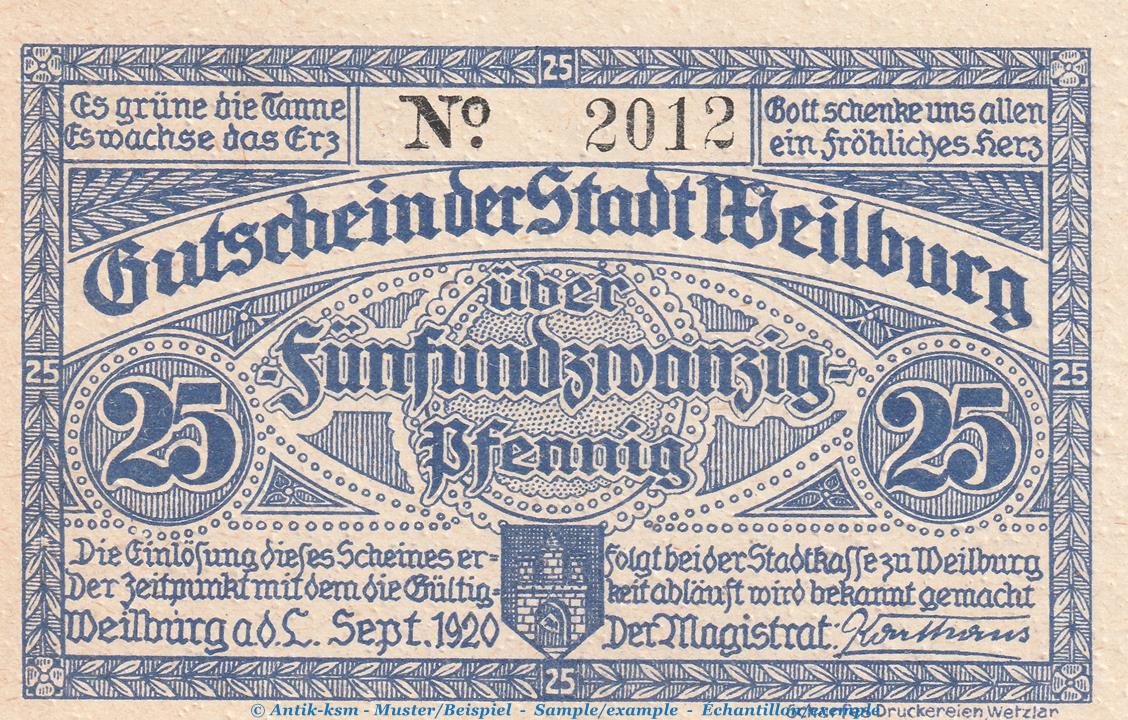 25
Es grüne die Tanne
Es wachse das Erz
No. 2012
Gott schenke uns allen
ein fröhliches Herz
Gutschein der Stadt Weilburg
über
Fünfundzwanzig-
Pfennig
25 25
25 25
Die Einlösung dieses Scheines er= folgt bei der Stadtkasse zu Weilburg
Der Zeitpunkt mit dem die Gültig= keit abläuft wird bekannt gemacht
Weilburg a.d.L. Sept. 1920 Der Magistrat:
25
© Antik-ksm - Muster/Beispiel - Sample/example - Échantillon/exemple
Scharfes Druckereien Wetzlar